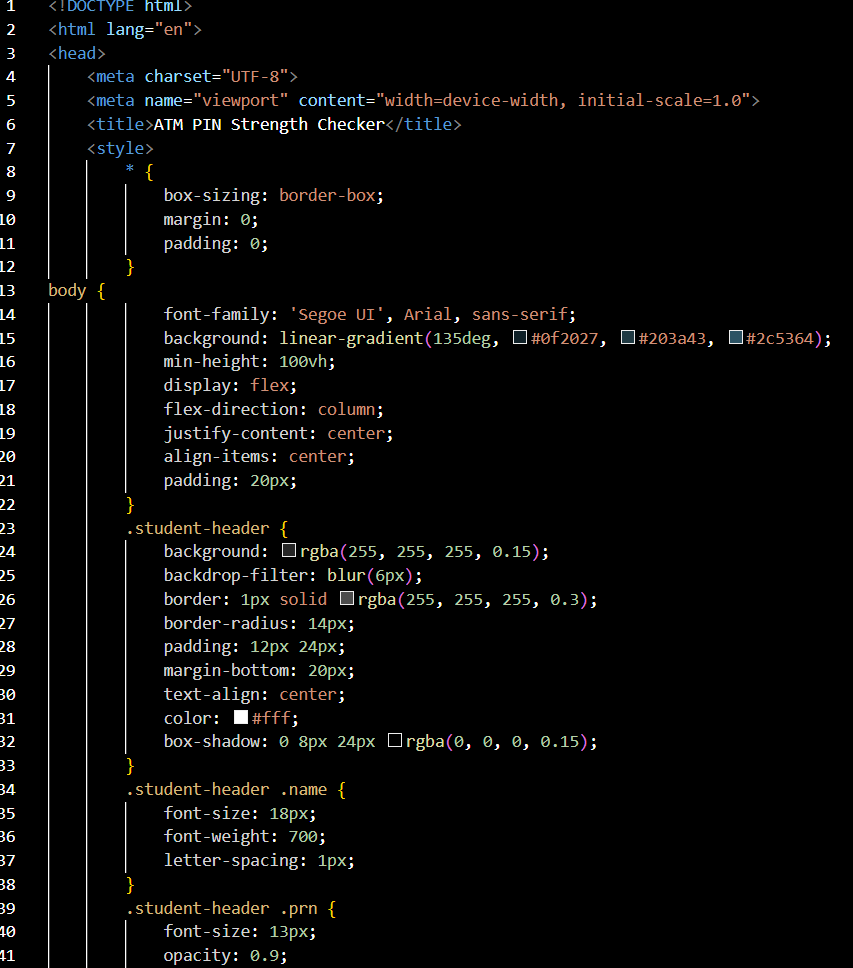 1 <!DOCTYPE html>
2 <html lang="en">
3 <head>
4     <meta charset="UTF-8">
5     <meta name="viewport" content="width=device-width, initial-scale=1.0">
6     <title>ATM PIN Strength Checker</title>
7     <style>
8         * {
9             box-sizing: border-box;
10             margin: 0;
11             padding: 0;
12         }
13 body {
14             font-family: 'Segoe UI', Arial, sans-serif;
15             background: linear-gradient(135deg, #0f2027, #203a43, #2c5364);
16             min-height: 100vh;
17             display: flex;
18             flex-direction: column;
19             justify-content: center;
20             align-items: center;
21             padding: 20px;
22         }
23         .student-header {
24             background: rgba(255, 255, 255, 0.15);
25             backdrop-filter: blur(6px);
26             border: 1px solid rgba(255, 255, 255, 0.3);
27             border-radius: 14px;
28             padding: 12px 24px;
29             margin-bottom: 20px;
30             text-align: center;
31             color: #fff;
32             box-shadow: 0 8px 24px rgba(0, 0, 0, 0.15);
33         }
34         .student-header .name {
35             font-size: 18px;
36             font-weight: 700;
37             letter-spacing: 1px;
38         }
39         .student-header .prn {
40             font-size: 13px;
41             opacity: 0.9;